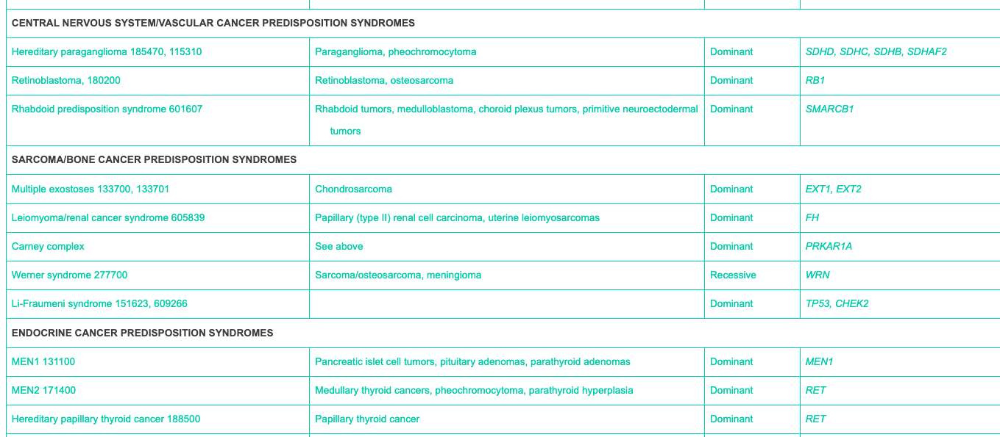 CENTRAL NERVOUS SYSTEM/VASCULAR CANCER PREDISPOSITION SYNDROMES
Hereditary paraganglioma 185470, 115310 Paraganglioma, pheochromocytoma Dominant SDHD, SDHC, SDHB, SDHAF2
Retinoblastoma, 180200 Retinoblastoma, osteosarcoma Dominant RB1
Rhabdoid predisposition syndrome 601607 Rhabdoid tumors, medulloblastoma, choroid plexus tumors, primitive neuroectodermal Dominant SMARCB1
tumors
SARCOMA/BONE CANCER PREDISPOSITION SYNDROMES
Multiple exostoses 133700, 133701 Chondrosarcoma Dominant EXT1, EXT2
Leiomyoma/renal cancer syndrome 605839 Papillary (type II) renal cell carcinoma, uterine leiomyosarcomas Dominant FH
Carney complex See above Dominant PRKAR1A
Werner syndrome 277700 Sarcoma/osteosarcoma, meningioma Recessive WRN
Li-Fraumeni syndrome 151623, 609266 Dominant TP53, CHEK2
ENDOCRINE CANCER PREDISPOSITION SYNDROMES
MEN1 131100 Pancreatic islet cell tumors, pituitary adenomas, parathyroid adenomas Dominant MEN1
MEN2 171400 Medullary thyroid cancers, pheochromocytoma, parathyroid hyperplasia Dominant RET
Hereditary papillary thyroid cancer 188500 Papillary thyroid cancer Dominant RET